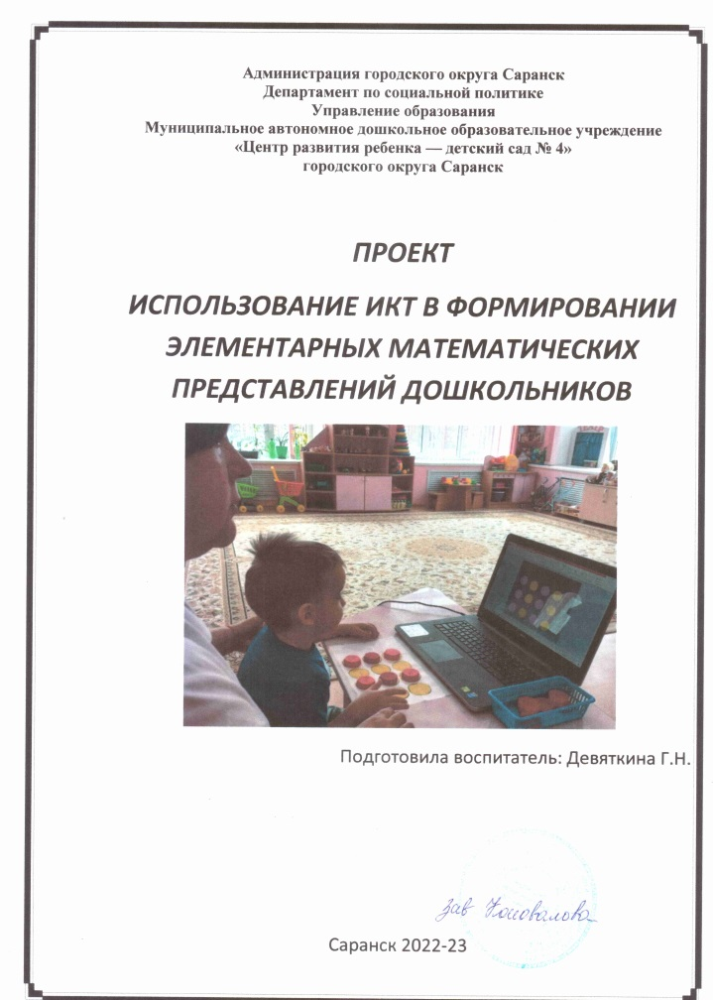 Администрация городского округа Саранск
Департамент по социальной политике
Управление образования
Муниципальное автономное дошкольное образовательное учреждение
«Центр развития ребенка — детский сад № 4»
городского округа Саранск
ПРОЕКТ
ИСПОЛЬЗОВАНИЕ ИКТ В ФОРМИРОВАНИИ
ЭЛЕМЕНТАРНЫХ МАТЕМАТИЧЕСКИХ
ПРЕДСТАВЛЕНИЙ ДОШКОЛЬНИКОВ
Подготовила воспитатель: Девяткина Г.Н.
Зав Коновалова
Саранск 2022-23